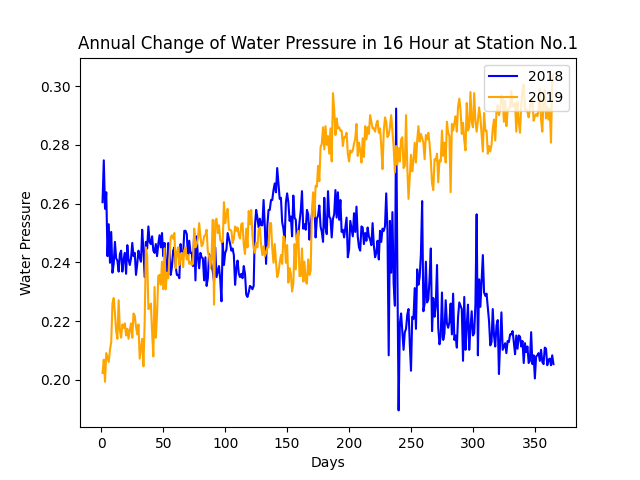 Annual Change of Water Pressure in 16 Hour at Station No.1
2018
2019
0.30
0.28
0.26
0.24
0.22
0.20
Water Pressure
0 50 100 150 200 250 300 350
Days